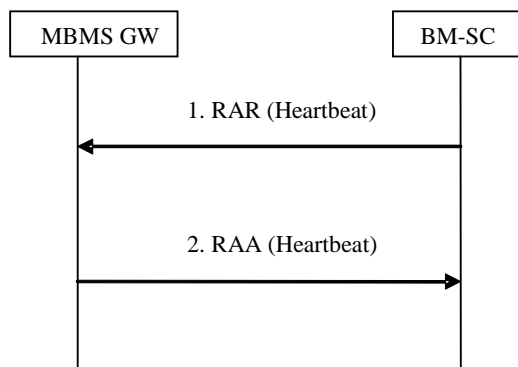 MBMS GW
BM-SC
1. RAR (Heartbeat)
2. RAA (Heartbeat)